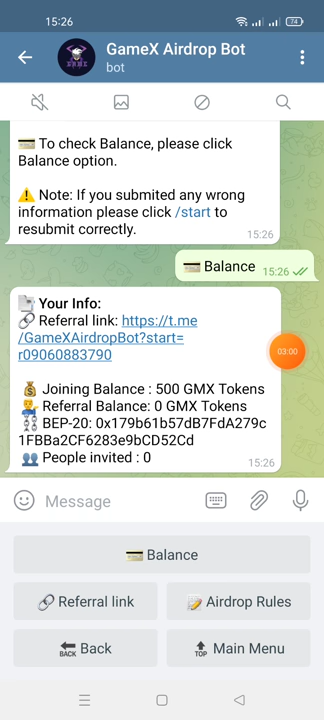 15:26
74
GameX Airdrop Bot
bot
💳 To check Balance, please click
Balance option.
⚠️ Note: If you submited any wrong
information please click /start to
resubmit correctly.
15:26
💳 Balance 15:26
📑 Your Info:
🔗 Referral link: https://t.me
/GameXAirdropBot?start=
r09060883790
03:00
💰 Joining Balance : 500 GMX Tokens
💁‍♂️ Referral Balance: 0 GMX Tokens
⛓ BEP-20: 0x179b61b57dB7FdA279c
1FBBa2CF6283e9bCD52Cd
👥 People invited : 0
15:26
Message
💳 Balance
🔗 Referral link
📝 Airdrop Rules
🔙 Back
🔝 Main Menu